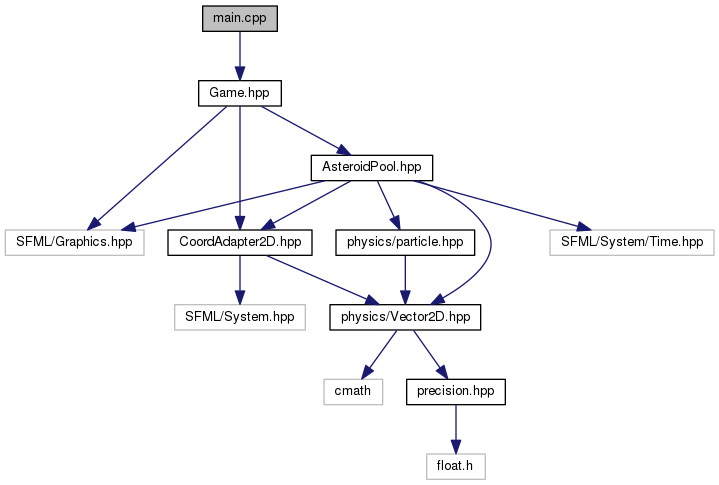 main.cpp
Game.hpp
AsteroidPool.hpp
SFML/Graphics.hpp
CoordAdapter2D.hpp
physics/particle.hpp
SFML/System/Time.hpp
SFML/System.hpp
physics/Vector2D.hpp
cmath
precision.hpp
float.h